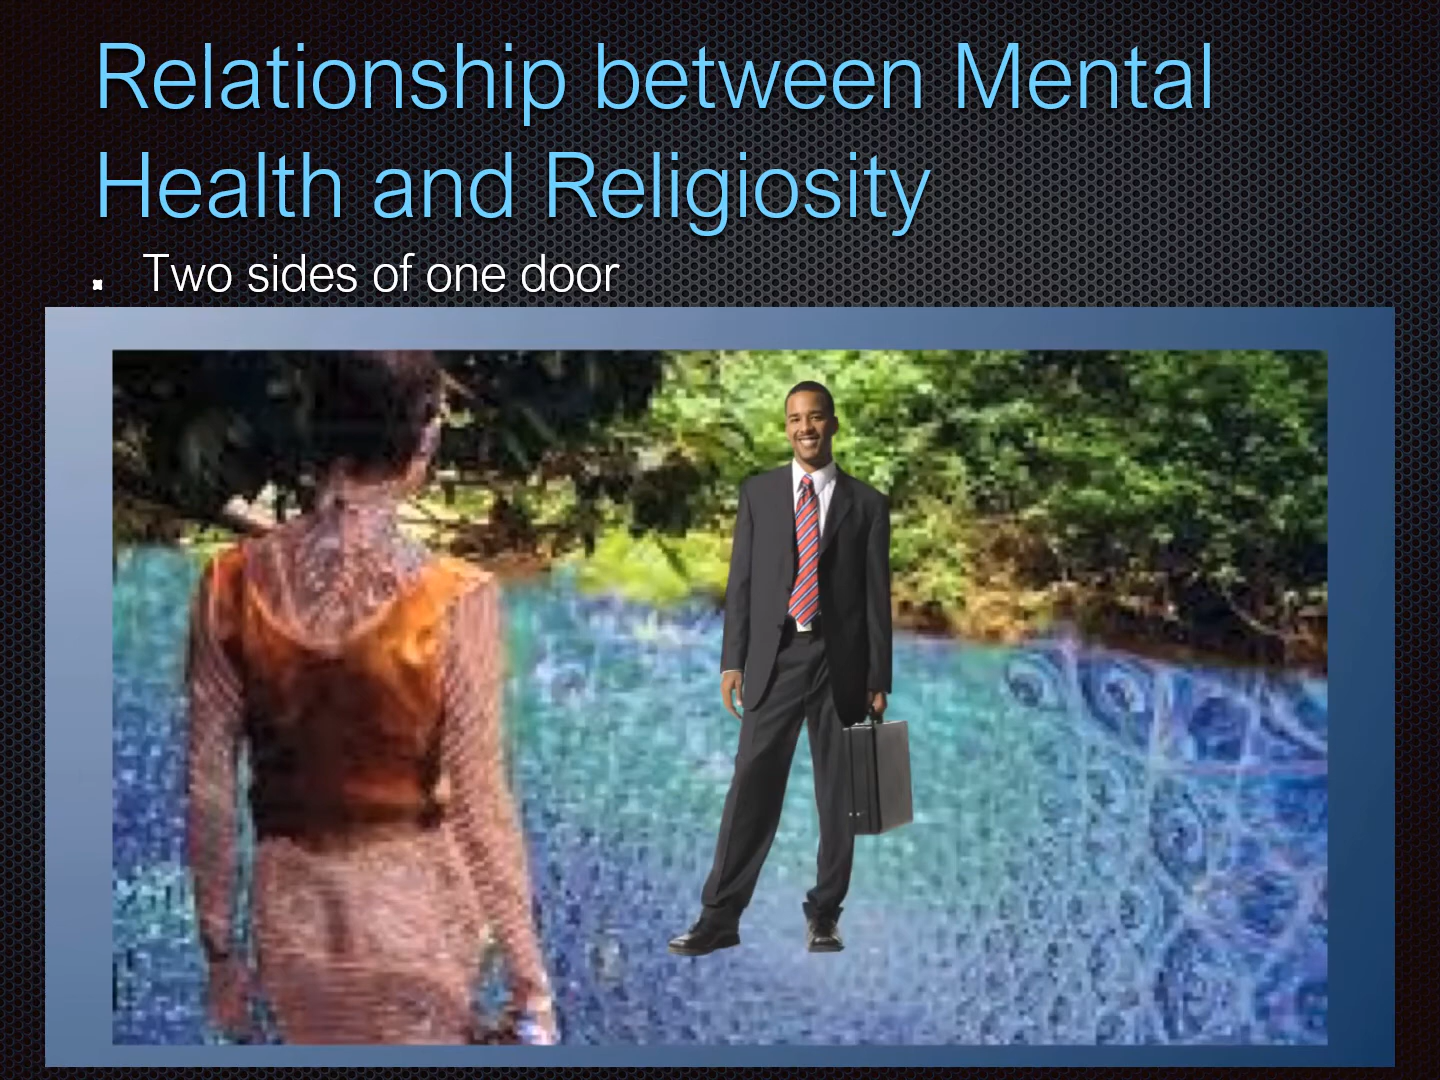 Relationship between Mental
Health and Religiosity
Two sides of one door